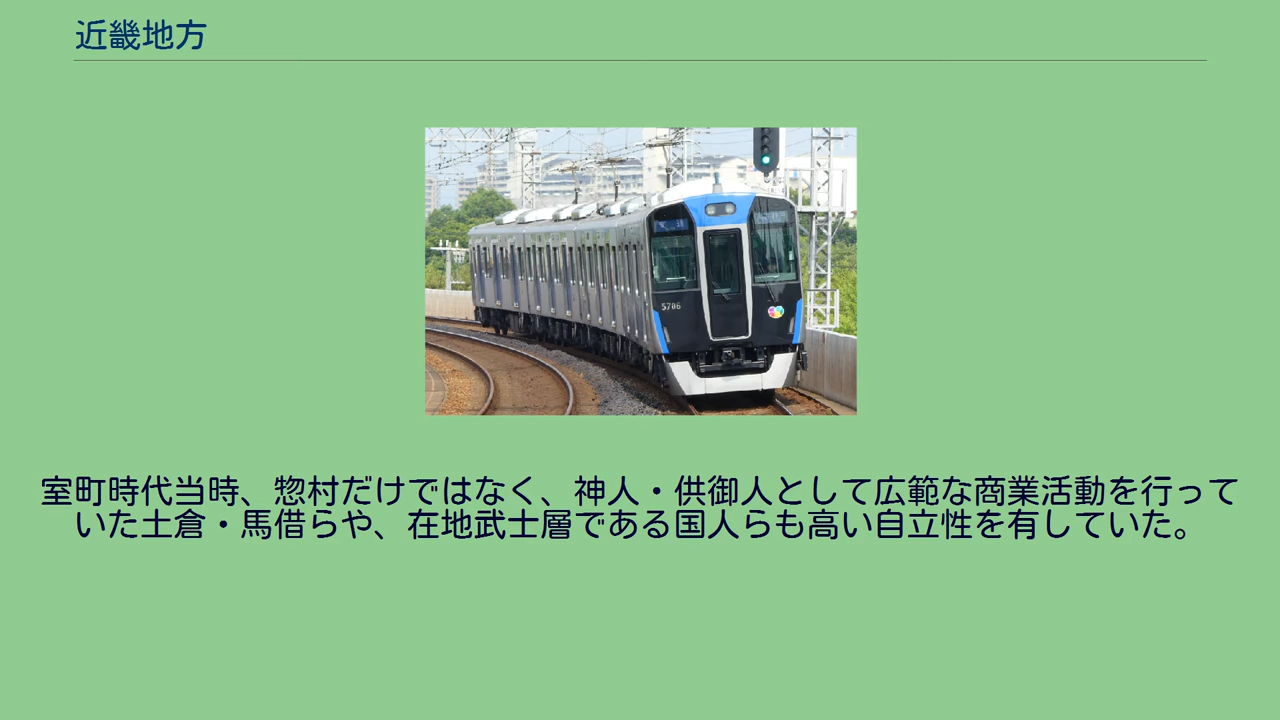 近畿地方
5706
室町時代当時、惣村だけではなく、神人・供御人として広範な商業活動を行って
いた土倉・馬借らや、在地武士層である国人らも高い自立性を有していた。